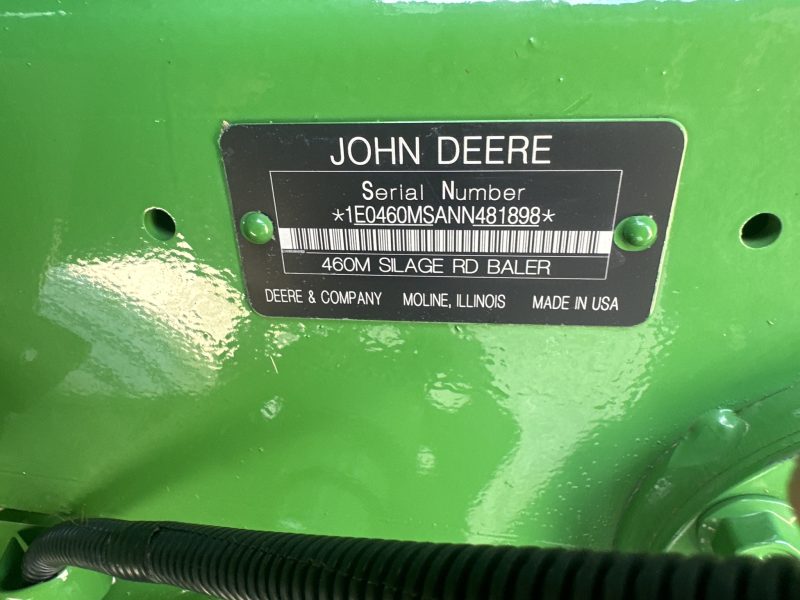 JOHN DEERE
Serial Number
*1E0460MSANN481898*
460M SILAGE RD BALER
DEERE & COMPANY MOLINE, ILLINOIS MADE IN USA